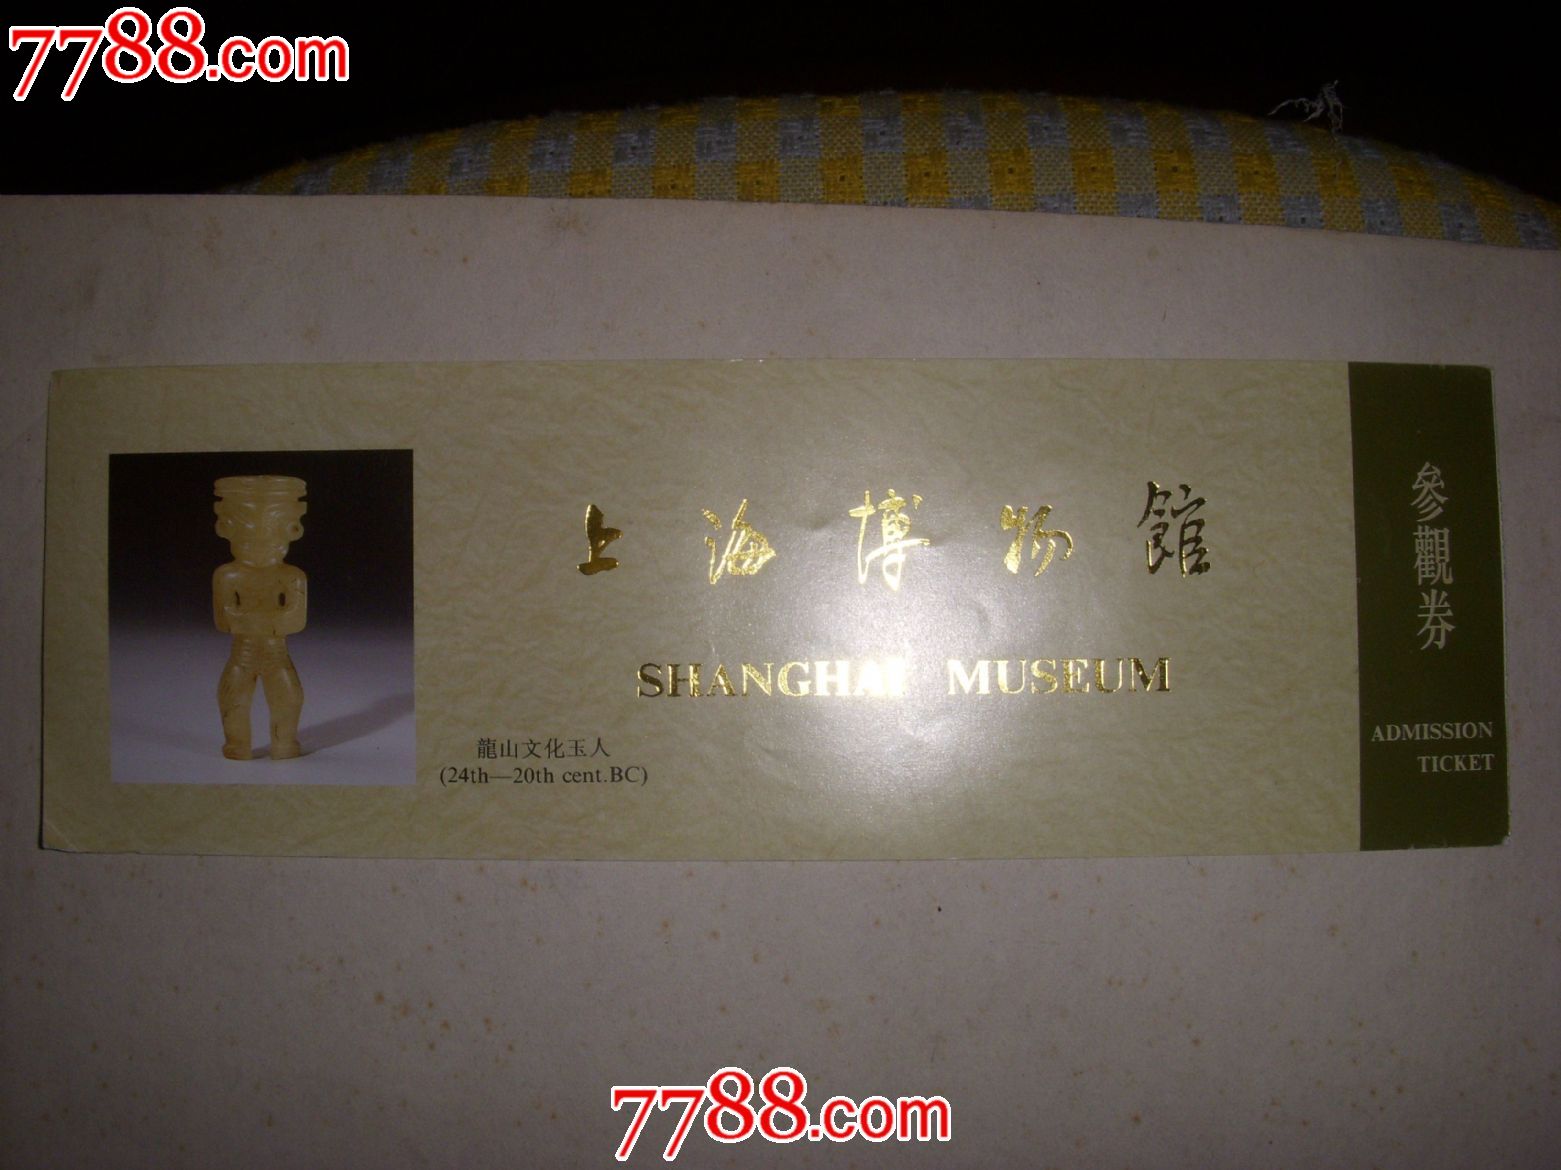 7788.com
上海博物館
SHANGHAI MUSEUM
龍山文化玉人
(24th—20th cent.BC)
參觀券
ADMISSION
TICKET
7788.com